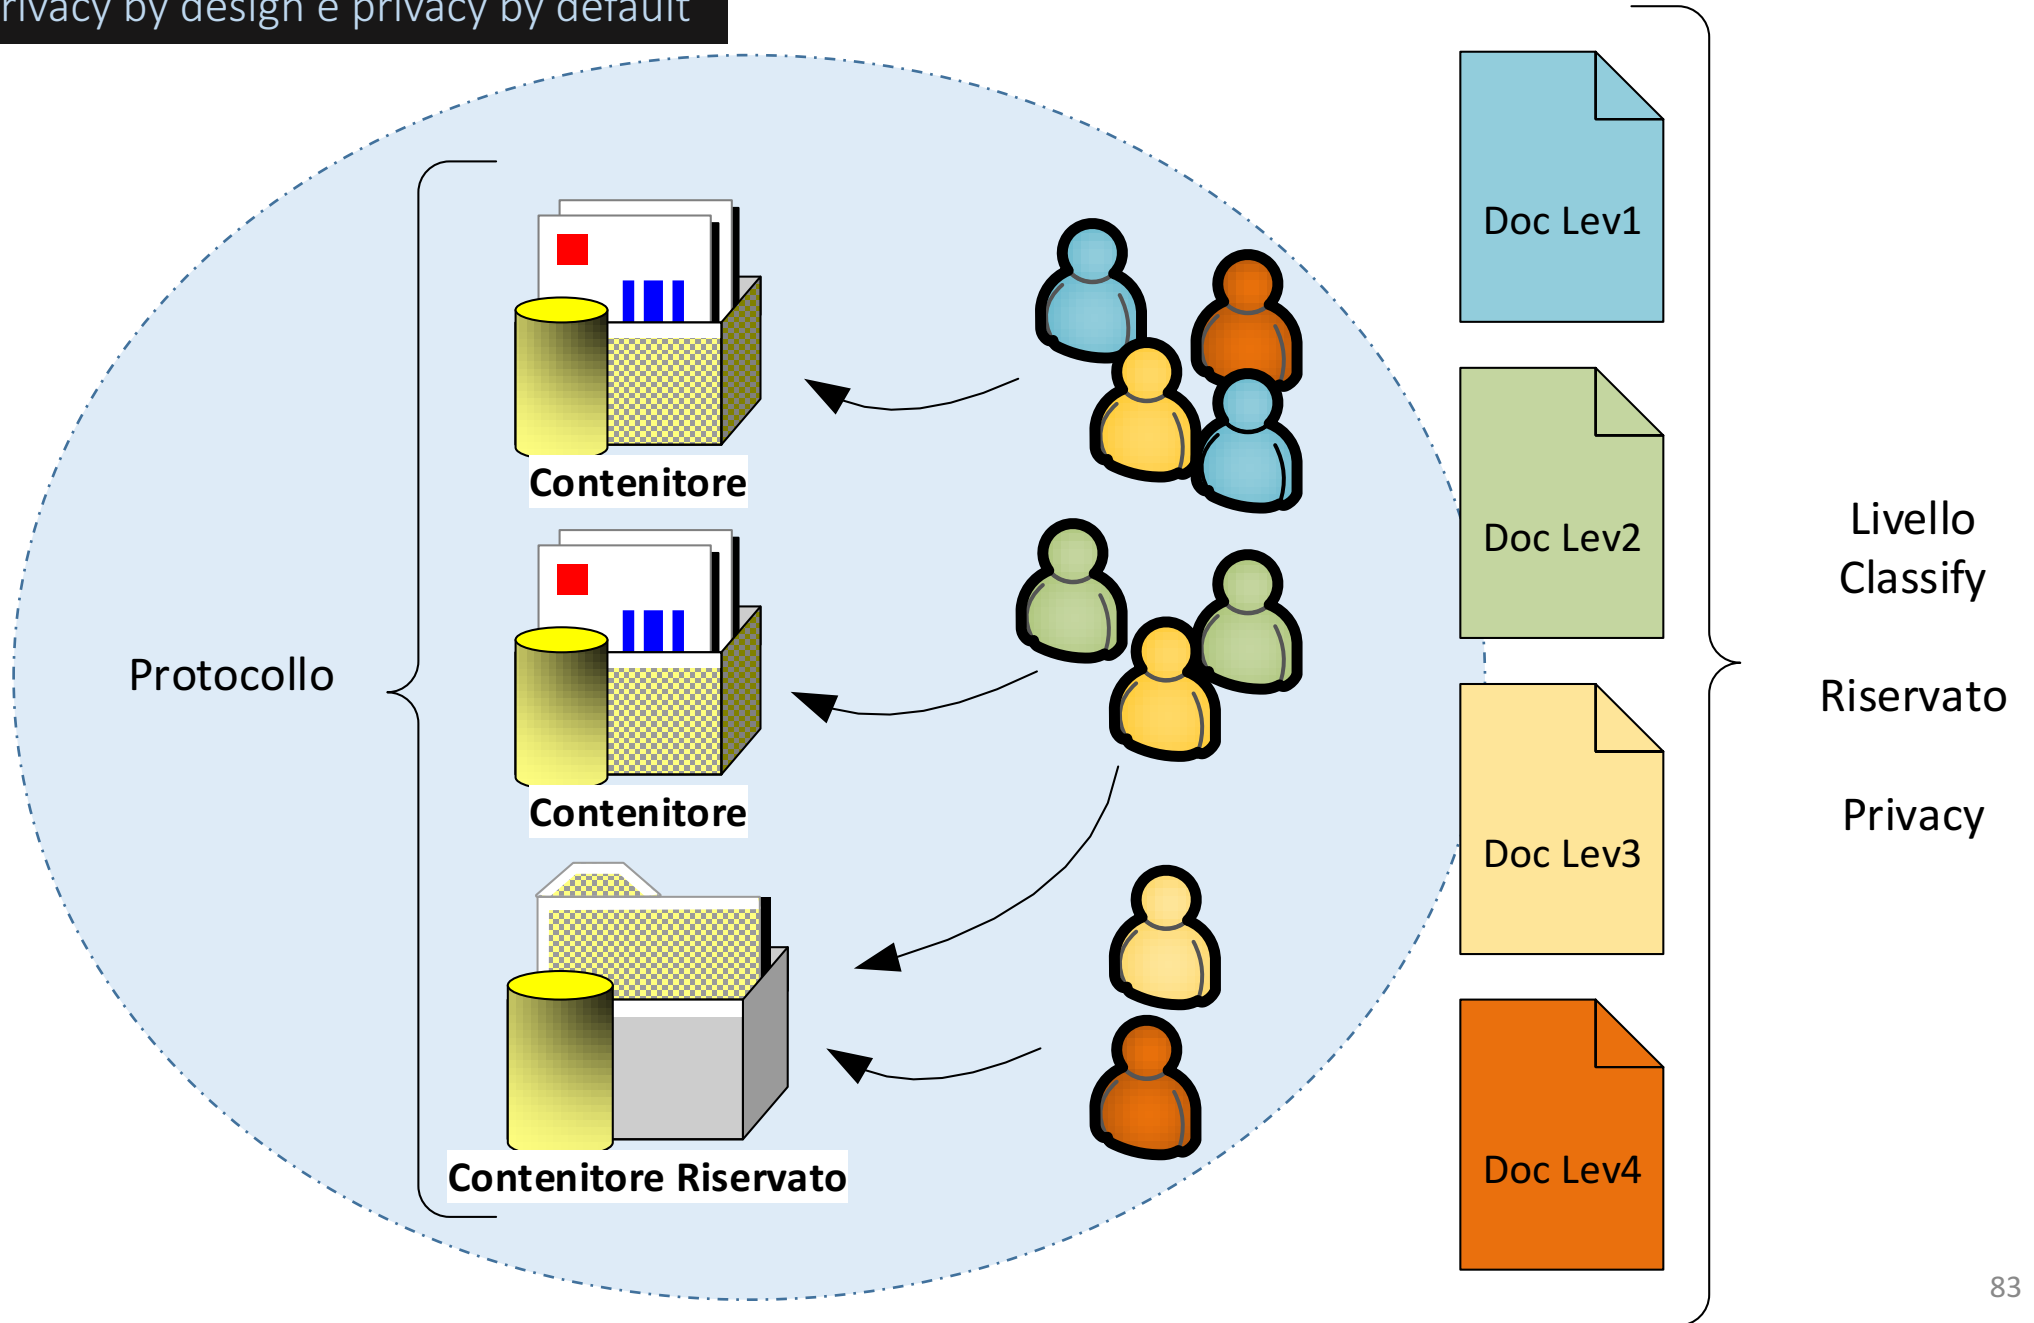 rivacy by design e privacy by default
Protocollo
Contenitore
Contenitore
Contenitore Riservato
Doc Lev1
Doc Lev2
Doc Lev3
Doc Lev4
Livello
Classify
Riservato
Privacy
83